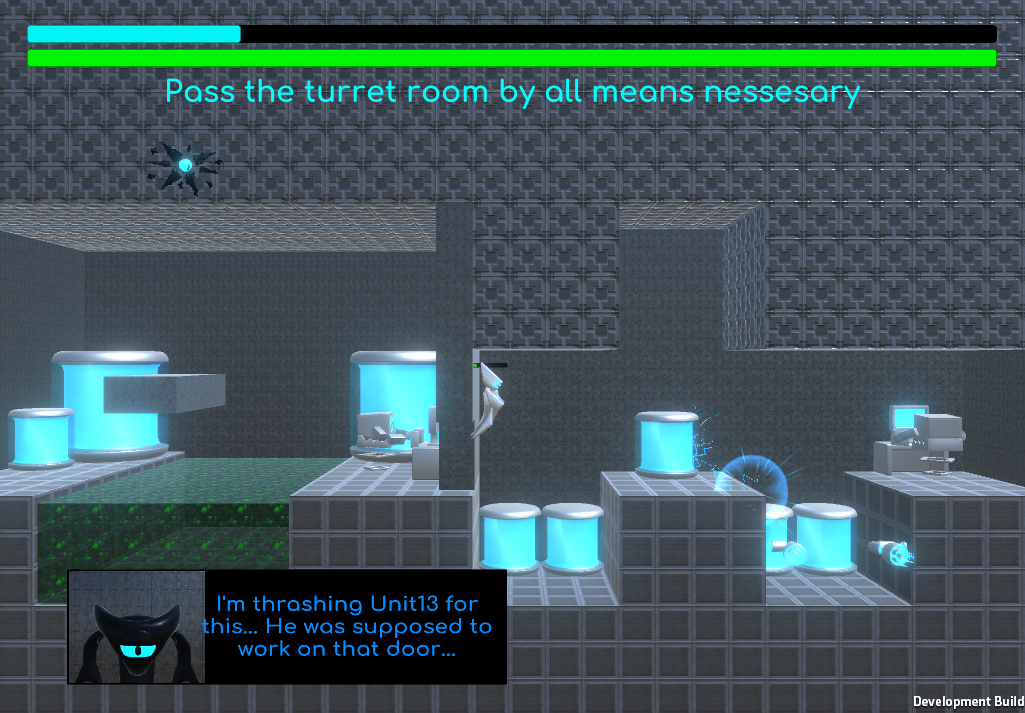 Pass the turret room by all means nessesary
I'm thrashing Unit13 for
this... He was supposed to
work on that door...
Development Build